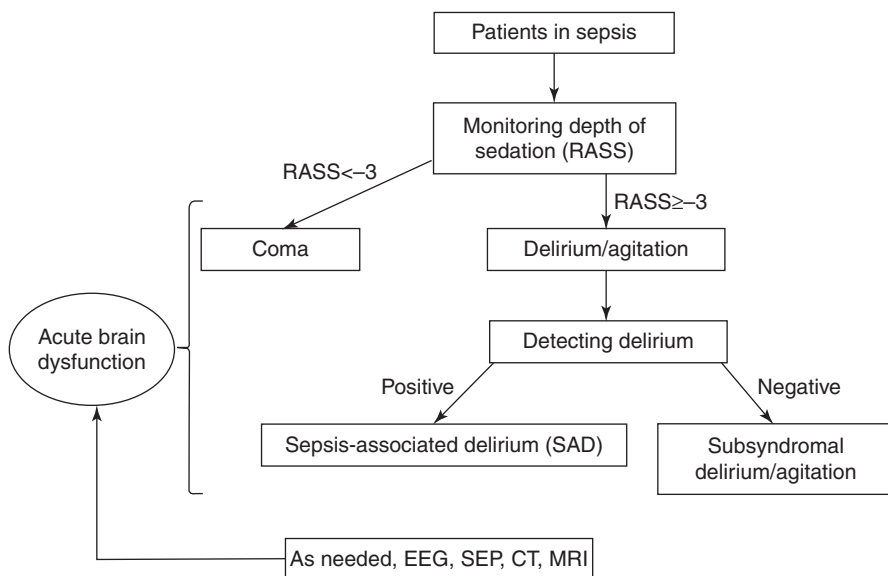 Patients in sepsis
Monitoring depth of
sedation (RASS)
RASS<–3
RASS≥–3
Coma
Delirium/agitation
Acute brain
dysfunction
Detecting delirium
Positive
Negative
Sepsis-associated delirium (SAD)
Subsyndromal
delirium/agitation
As needed, EEG, SEP, CT, MRI